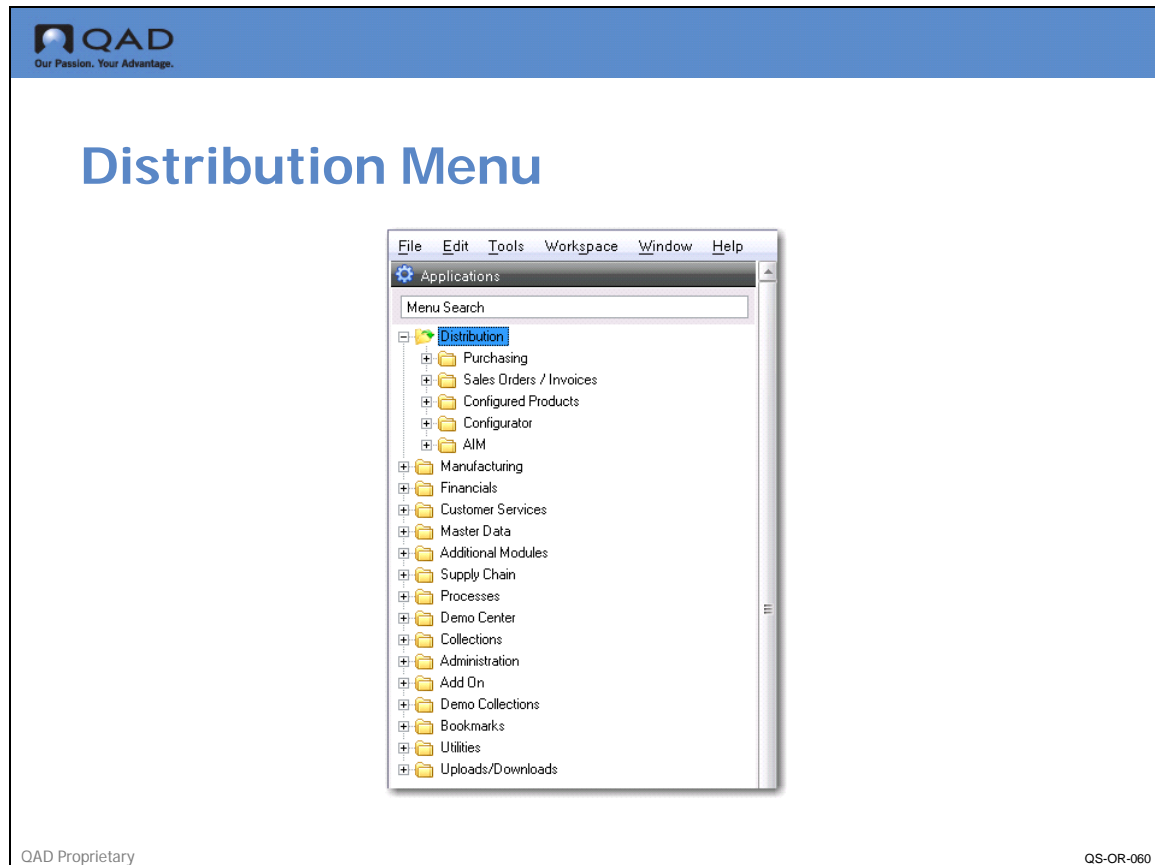 QAD
Our Passion. Your Advantage.
Distribution Menu
File Edit Tools Workspace Window Help
Applications
Menu Search
Distribution
Purchasing
Sales Orders / Invoices
Configured Products
Configurator
AIM
Manufacturing
Financials
Customer Services
Master Data
Additional Modules
Supply Chain
Processes
Demo Center
Collections
Administration
Add On
Demo Collections
Bookmarks
Utilities
Uploads/Downloads
QAD Proprietary QS-OR-060